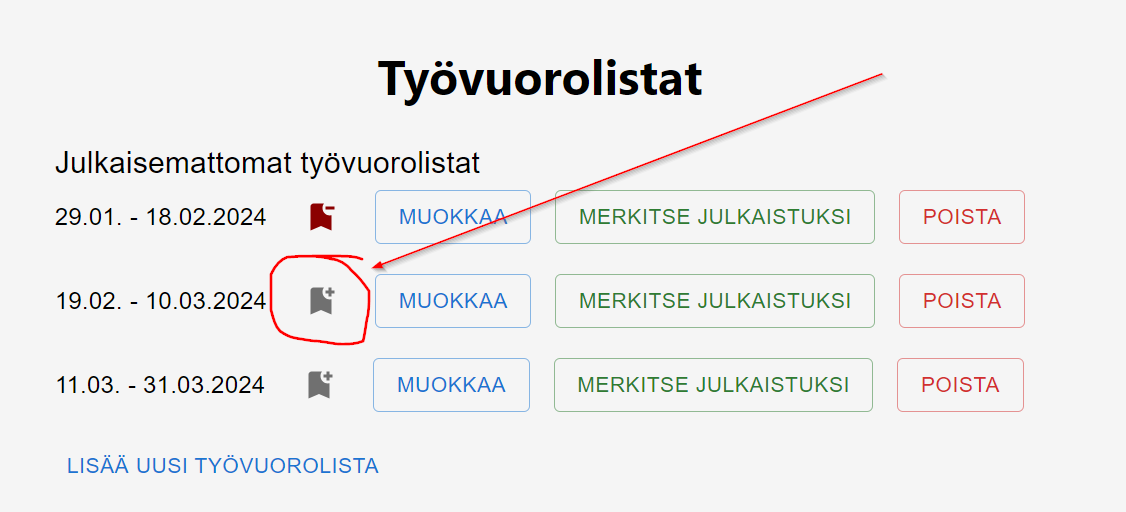 Työvuorolistat
Julkaisemattomat työvuorolistat
29.01. - 18.02.2024 MUOKKAA MERKITSE JULKAISTUKSI POISTA
19.02. - 10.03.2024 MUOKKAA MERKITSE JULKAISTUKSI POISTA
11.03. - 31.03.2024 MUOKKAA MERKITSE JULKAISTUKSI POISTA
LISÄÄ UUSI TYÖVUOROLISTA